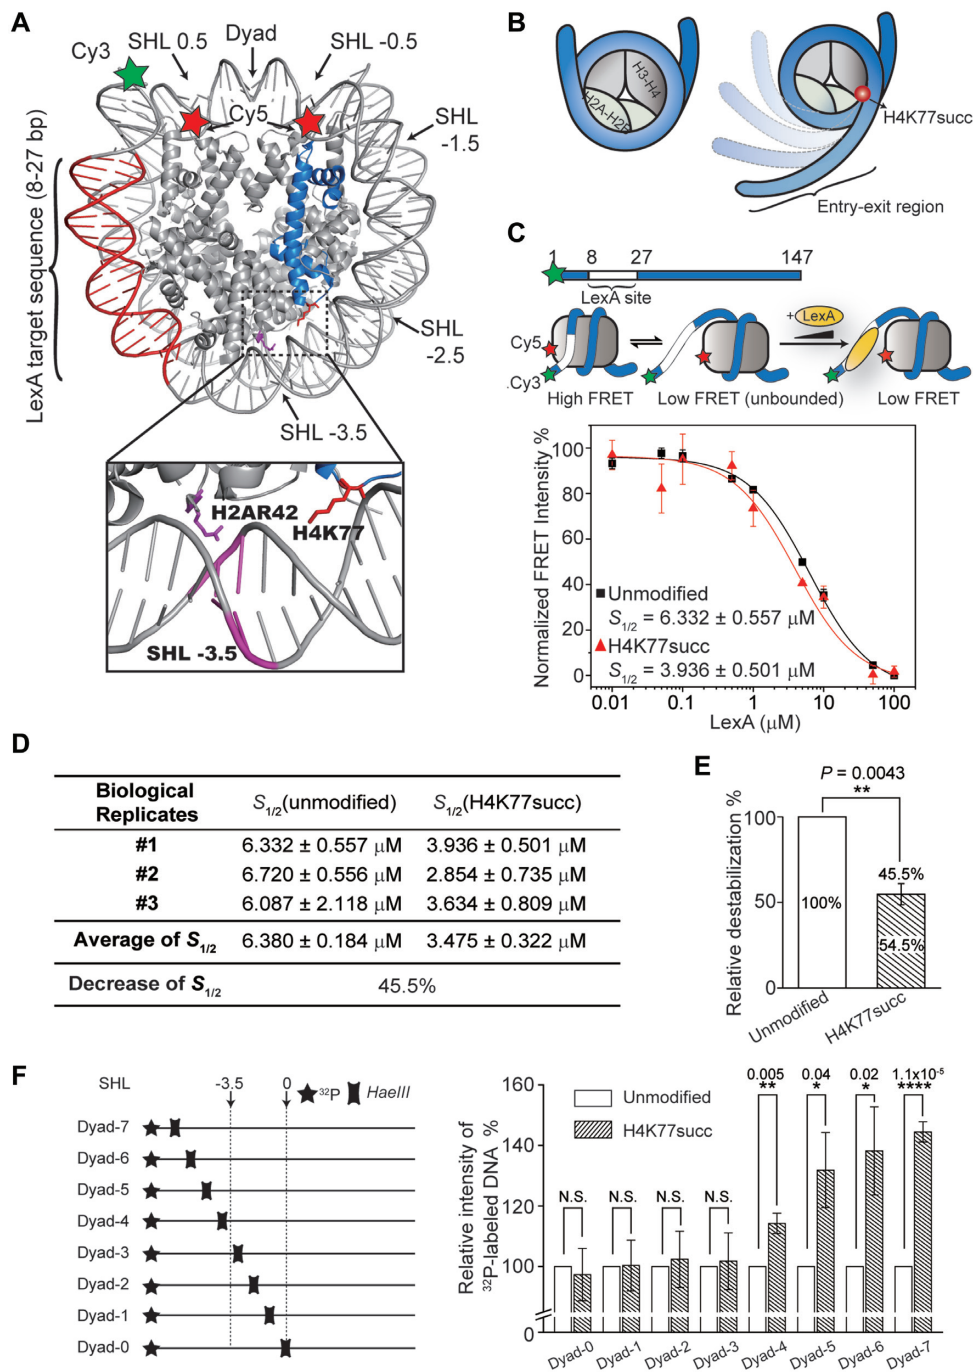 A
Cy3
SHL 0.5
Dyad
SHL -0.5
Cy5
SHL
-1.5
LexA target sequence (8-27 bp)
SHL
-2.5
SHL -3.5
H2AR42
H4K77
SHL -3.5
B
H3-H4
H2A-H2B
H4K77succ
Entry-exit region
C
1 8 27 147
LexA site
Cy5
Cy3
+ LexA
High FRET Low FRET (unbounded) Low FRET
Normalized FRET Intensity %
100
80
60
40
20
0
Unmodified
S1/2 = 6.332 ± 0.557 μM
H4K77succ
S1/2 = 3.936 ± 0.501 μM
0.01 0.1 1 10 100
LexA (μM)
D
Biological Replicates S1/2(unmodified) S1/2(H4K77succ)
#1 6.332 ± 0.557 μM 3.936 ± 0.501 μM
#2 6.720 ± 0.556 μM 2.854 ± 0.735 μM
#3 6.087 ± 2.118 μM 3.634 ± 0.809 μM
Average of S1/2 6.380 ± 0.184 μM 3.475 ± 0.322 μM
Decrease of S1/2 45.5%
E
P = 0.0043
**
Relative destabilization %
100
50
0
100%
45.5%
54.5%
Unmodified
H4K77succ
F
SHL -3.5 0
32P HaeIII
Dyad-7
Dyad-6
Dyad-5
Dyad-4
Dyad-3
Dyad-2
Dyad-1
Dyad-0
Relative intensity of
32P-labeled DNA %
160
140
120
100
0
Unmodified
H4K77succ
N.S. N.S. N.S. N.S.
0.005 0.04 0.02 1.1x10-5
** * * ****
Dyad-0 Dyad-1 Dyad-2 Dyad-3 Dyad-4 Dyad-5 Dyad-6 Dyad-7